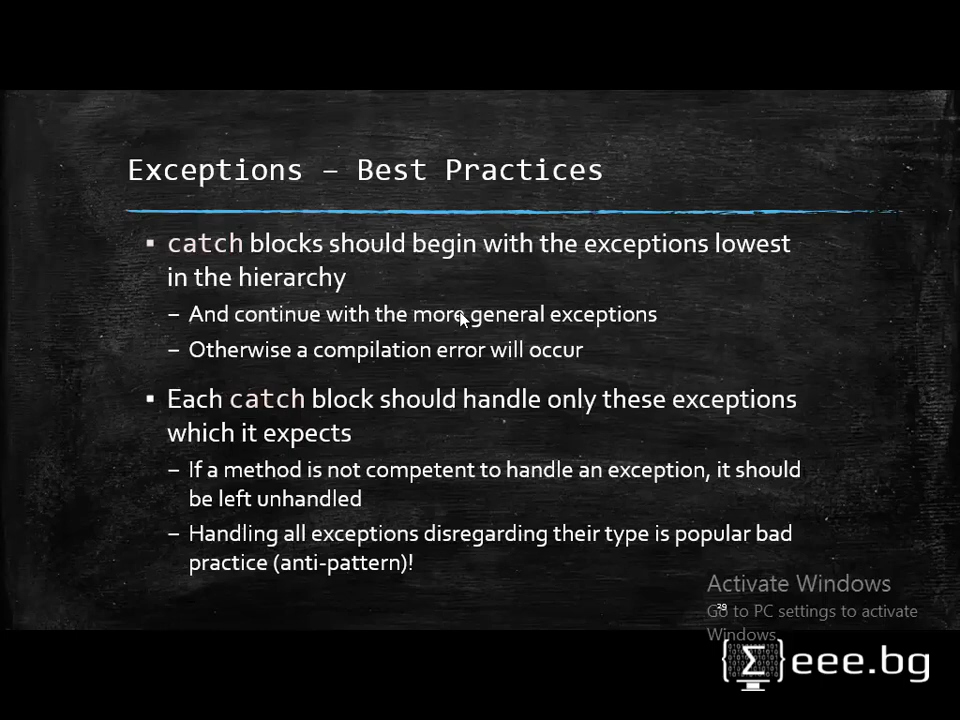 Exceptions – Best Practices
▪ catch blocks should begin with the exceptions lowest
in the hierarchy
– And continue with the more general exceptions
– Otherwise a compilation error will occur
▪ Each catch block should handle only these exceptions
which it expects
– If a method is not competent to handle an exception, it should
be left unhandled
– Handling all exceptions disregarding their type is popular bad
practice (anti-pattern)!
Activate Windows
29
Go to PC settings to activate
Windows.
{Σ}eee.bg